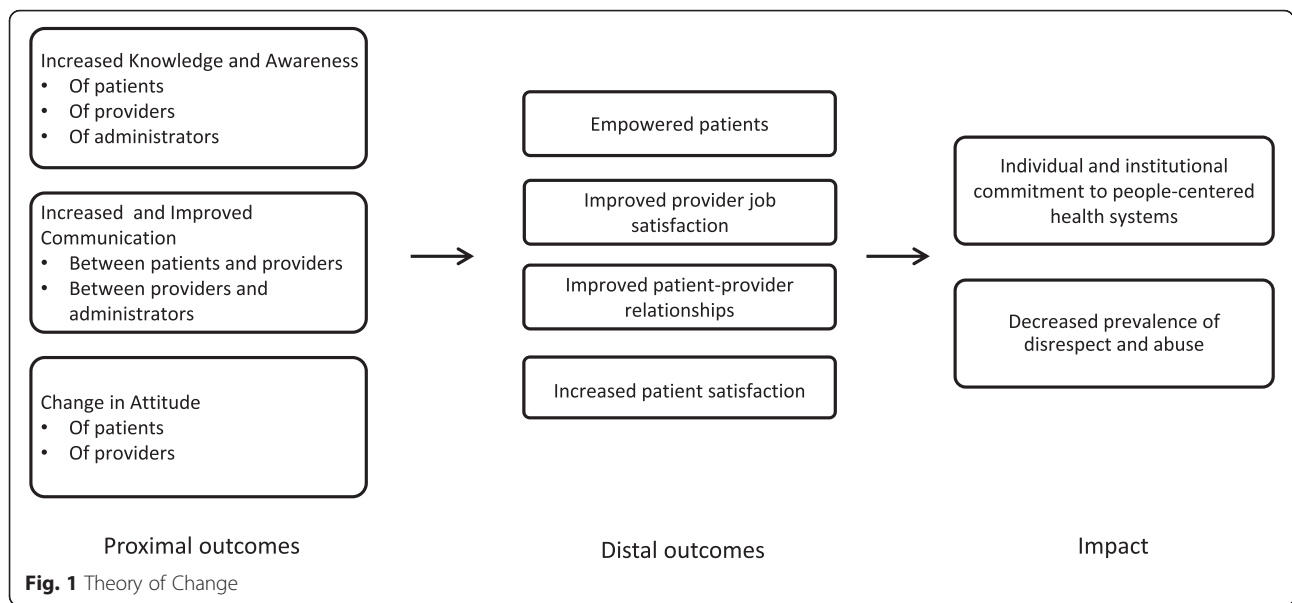 Increased Knowledge and Awareness
• Of patients
• Of providers
• Of administrators
Increased and Improved
Communication
• Between patients and providers
• Between providers and
administrators
Change in Attitude
• Of patients
• Of providers
Proximal outcomes
Empowered patients
Improved provider job
satisfaction
Improved patient-provider
relationships
Increased patient satisfaction
Distal outcomes
Individual and institutional
commitment to people-centered
health systems
Decreased prevalence of
disrespect and abuse
Impact
Fig. 1 Theory of Change